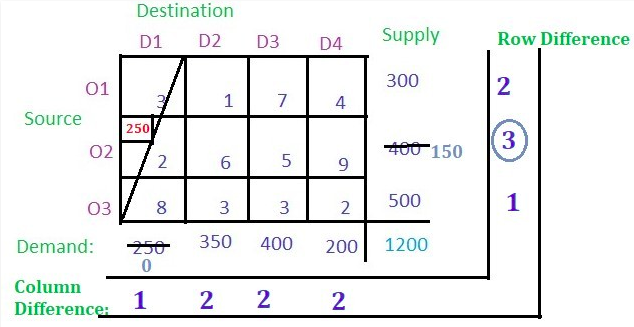 Destination
D1 D2 D3 D4 Supply Row Difference
O1 3 1 7 4 300 2
Source
250
O2 2 6 5 9 400 150 3
O3 8 3 3 2 500 1
Demand: 250 350 400 200 1200
0
Column
Difference: 1 2 2 2